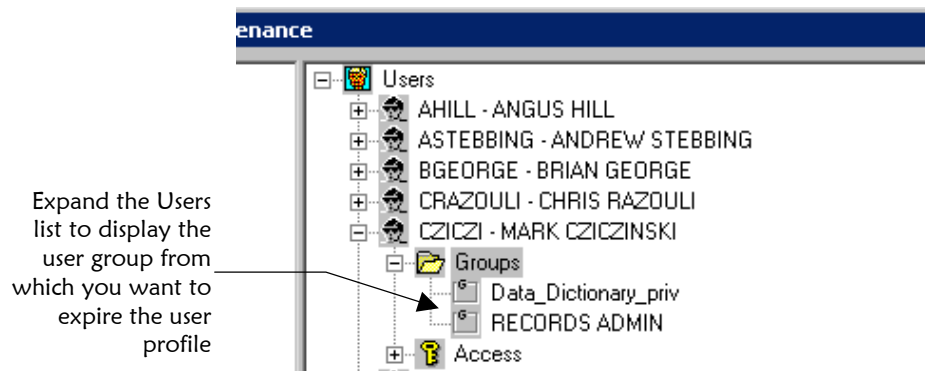 enance
Users
AHILL - ANGUS HILL
ASTEBBING - ANDREW STEBBING
BGEORGE - BRIAN GEORGE
CRAZOULI - CHRIS RAZOULI
CZICZI - MARK CZICZINSKI
Groups
Data_Dictionary_priv
RECORDS ADMIN
Access
Expand the Users
list to display the
user group from
which you want to
expire the user
profile